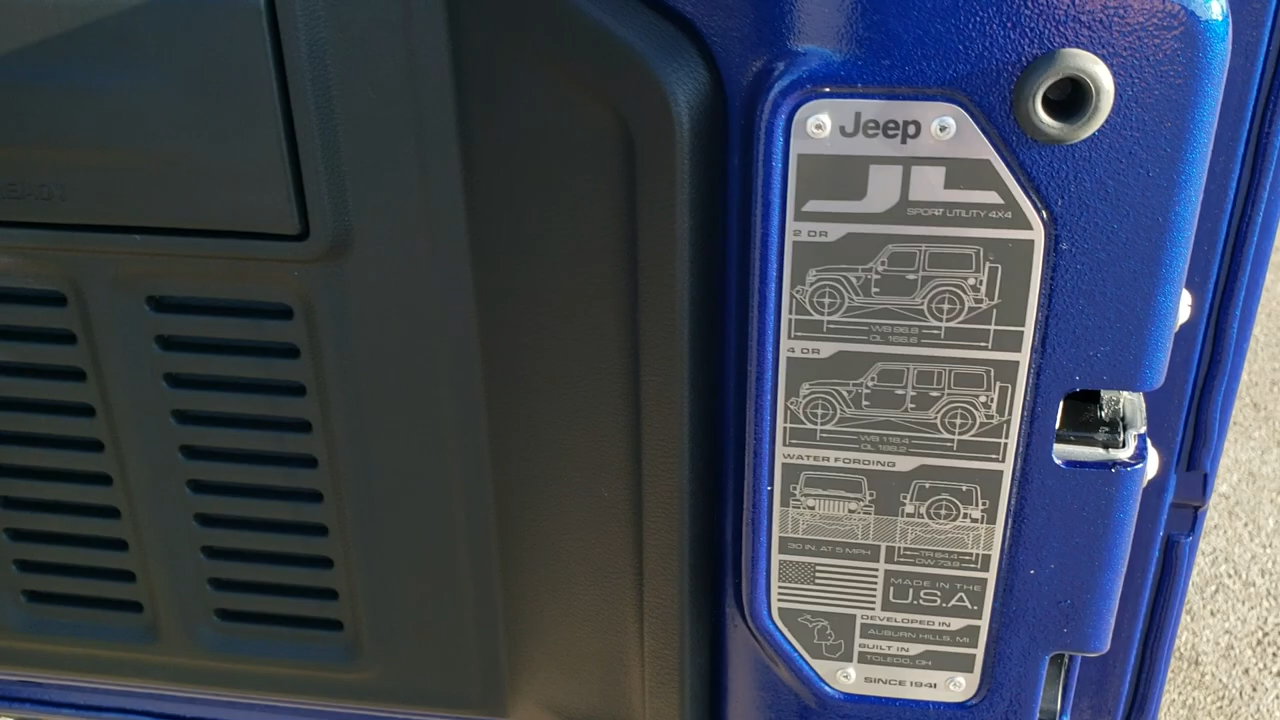 Jeep
JL
SPORT UTILITY 4X4
2 DR
WB 96.8
OL 166.8
4 DR
WB 118.4
OL 188.2
WATER FORDING
30 IN. AT 5 MPH
TR 64.4
OW 73.9
MADE IN THE
U.S.A.
DEVELOPED IN
AUBURN HILLS, MI
BUILT IN
TOLEDO, OH
SINCE 1941